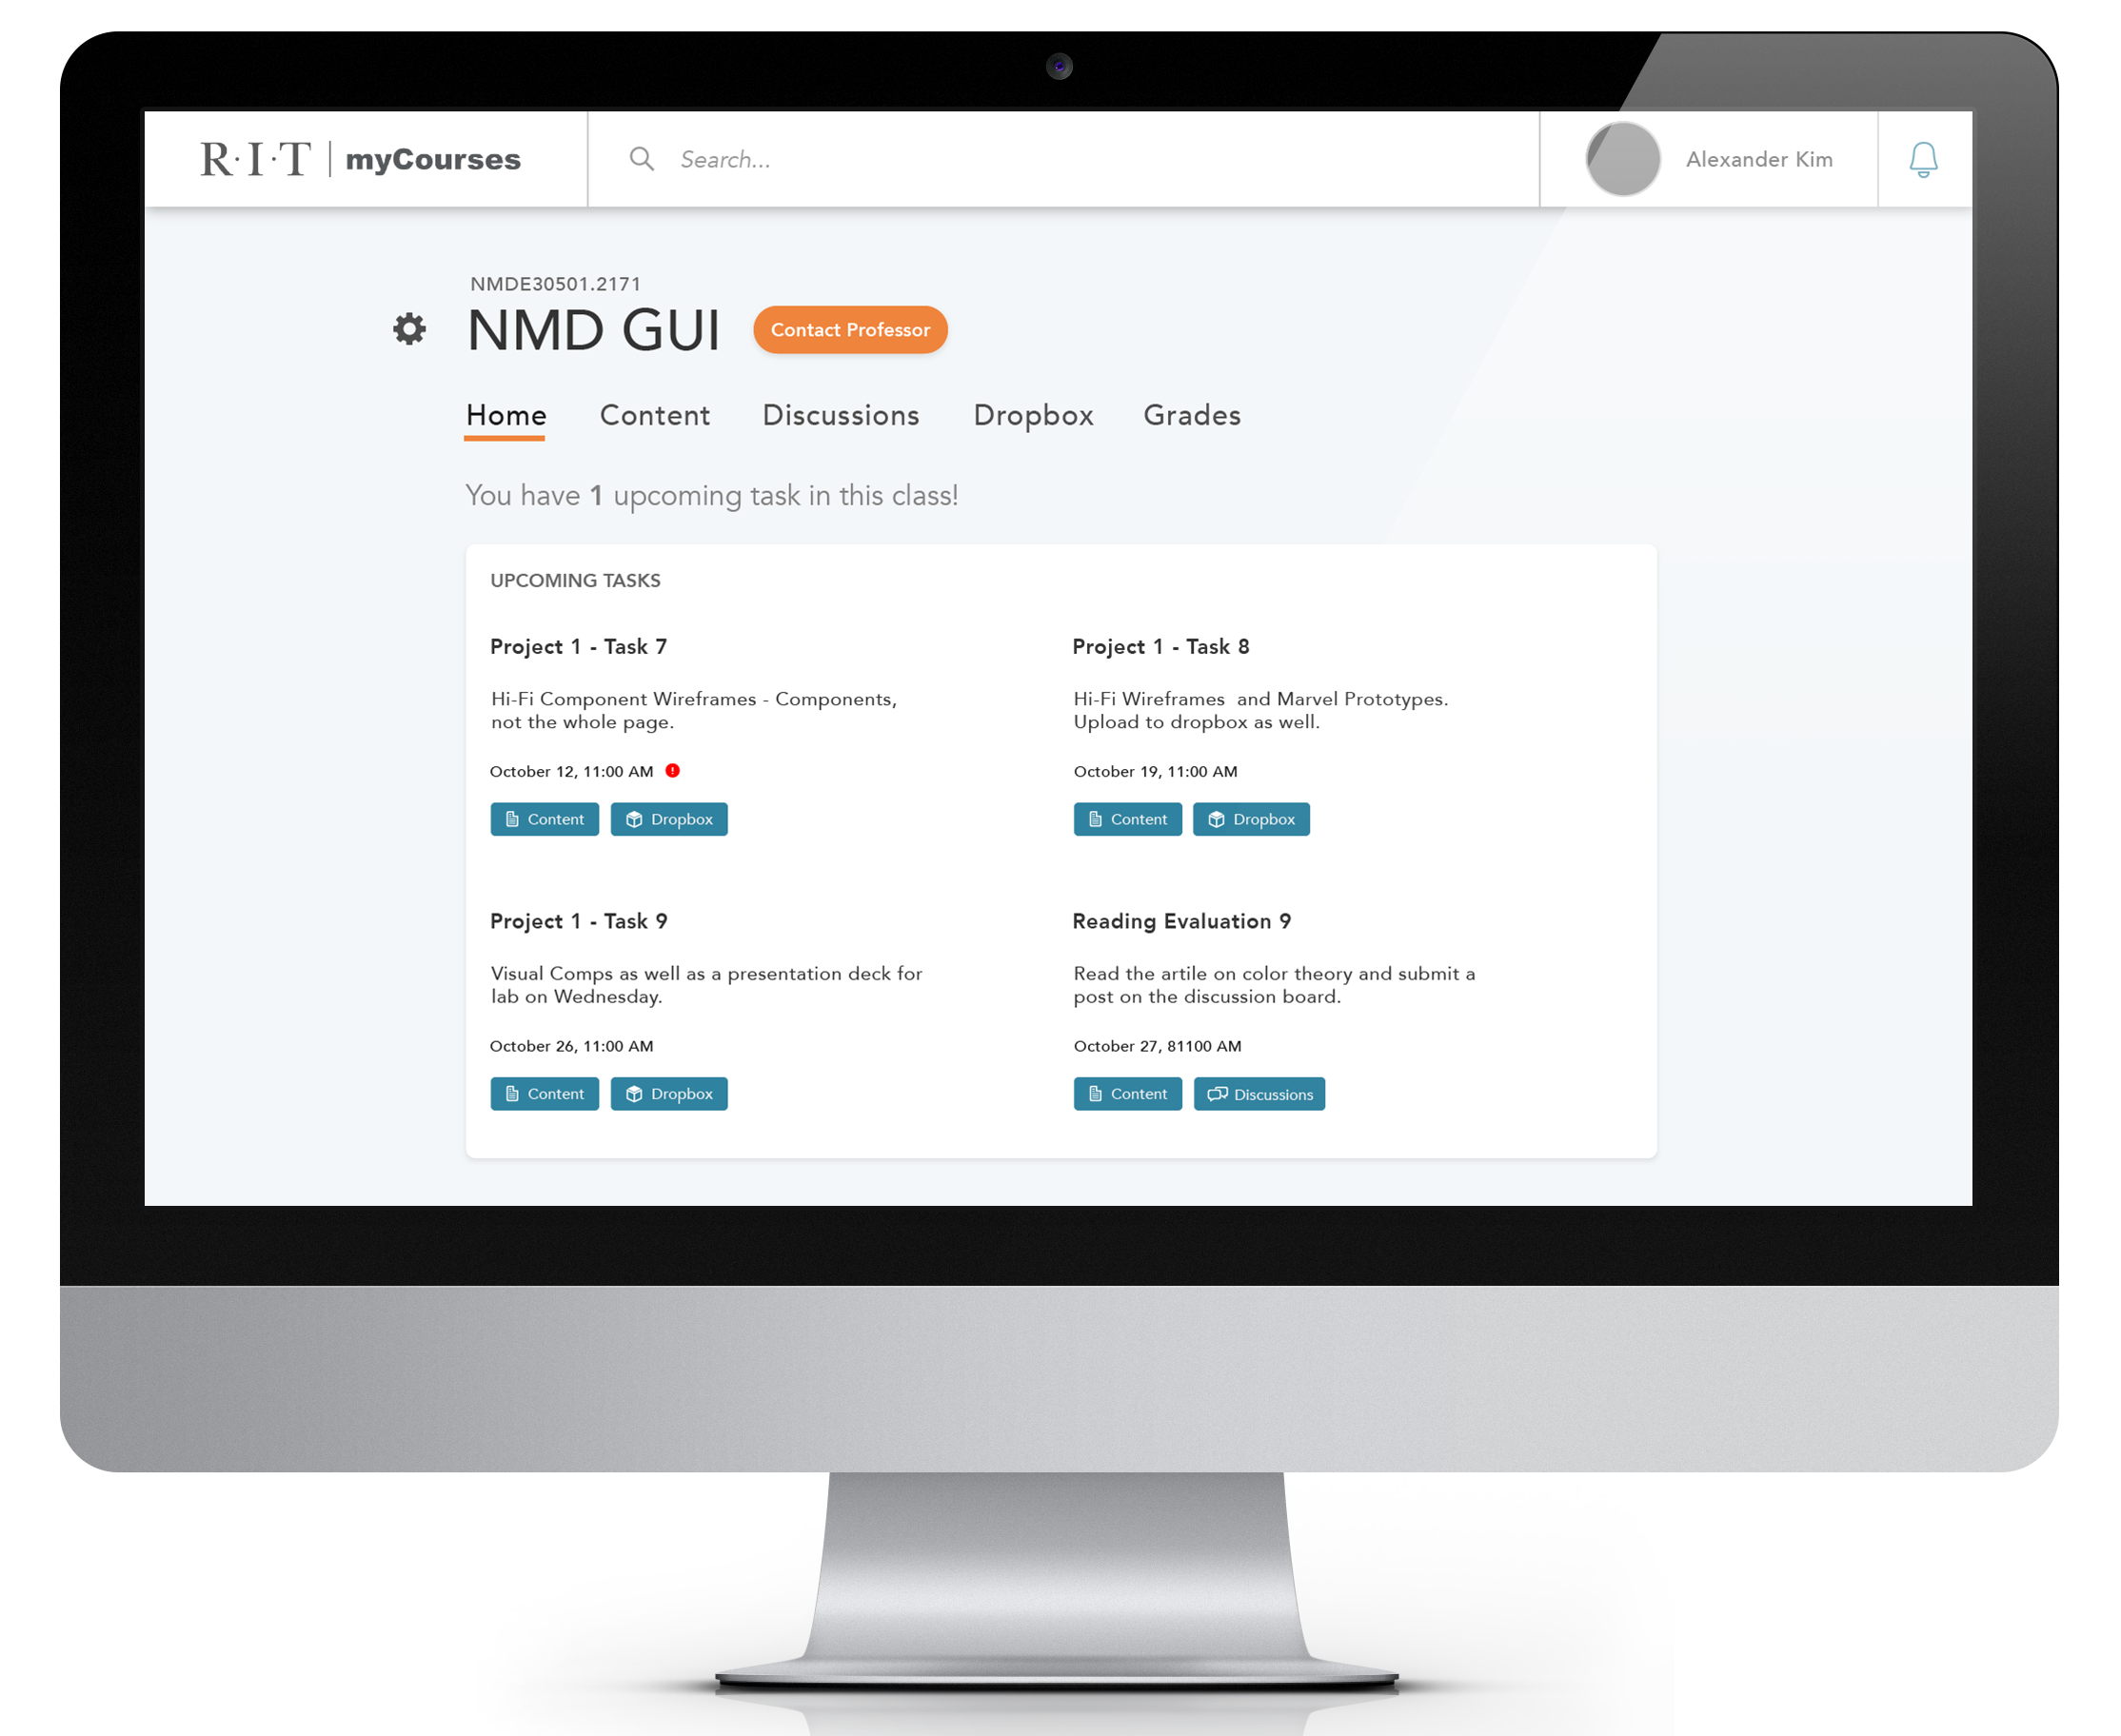 R·I·T | myCourses
Search...
Alexander Kim
NMDE30501.2171
NMD GUI
Contact Professor
Home
Content
Discussions
Dropbox
Grades
You have 1 upcoming task in this class!
UPCOMING TASKS
Project 1 - Task 7
Hi-Fi Component Wireframes - Components,
not the whole page.
October 12, 11:00 AM
Content
Dropbox
Project 1 - Task 8
Hi-Fi Wireframes  and Marvel Prototypes.
Upload to dropbox as well.
October 19, 11:00 AM
Content
Dropbox
Project 1 - Task 9
Visual Comps as well as a presentation deck for
lab on Wednesday.
October 26, 11:00 AM
Content
Dropbox
Reading Evaluation 9
Read the artile on color theory and submit a
post on the discussion board.
October 27, 81100 AM
Content
Discussions